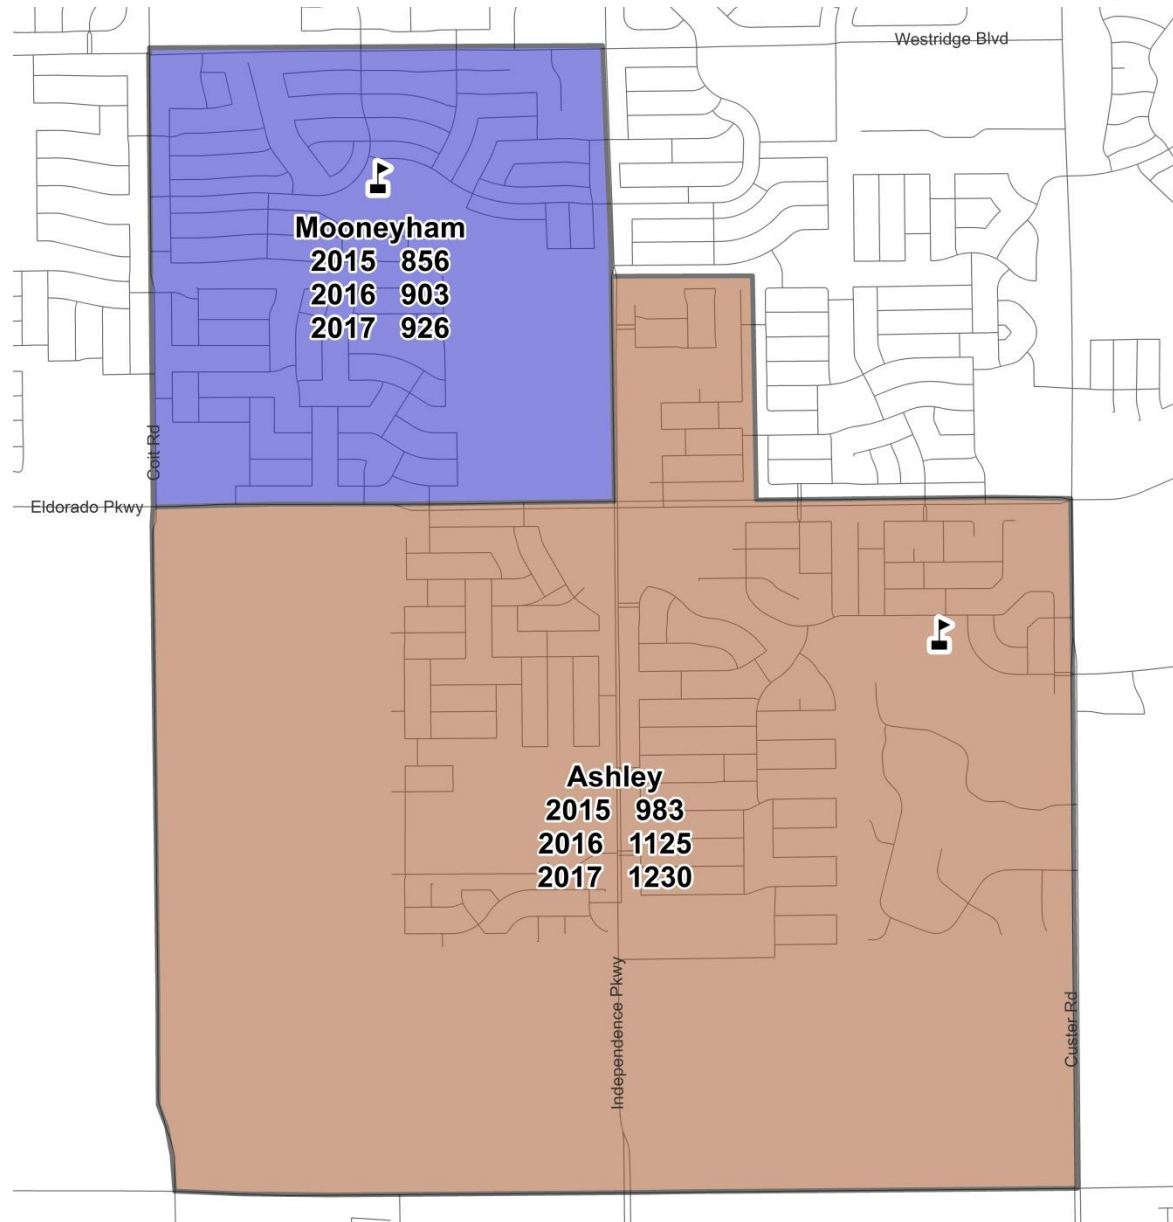 Westridge Blvd
Mooneyham
2015 856
2016 903
2017 926
Coit Rd
Eldorado Pkwy
Ashley
2015 983
2016 1125
2017 1230
Independence Pkwy
Custer Rd